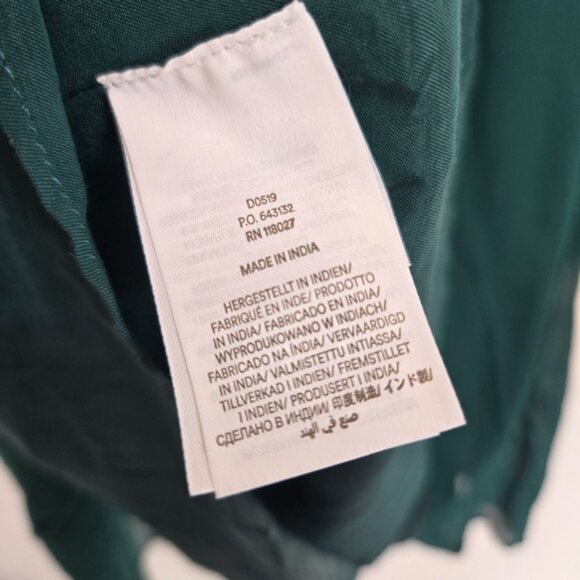 D0519
P.O. 643132
RN 118027
MADE IN INDIA
HERGESTELLT IN INDIEN/
FABRIQUÉ EN INDE/ PRODOTTO
IN INDIA/ FABRICADO EN INDIA/
WYPRODUKOWANO W INDIACH/
FABRICADO NA ÍNDIA/ VERVAARDIGD
IN INDIA/ VALMISTETTU INTIASSA/
TILLVERKAD I INDIEN/ FREMSTILLET
I INDIEN/ PRODUSERT I INDIA/
СДЕЛАНО В ИНДИИ/ 印度制造/ インド製/
صنع في الهند